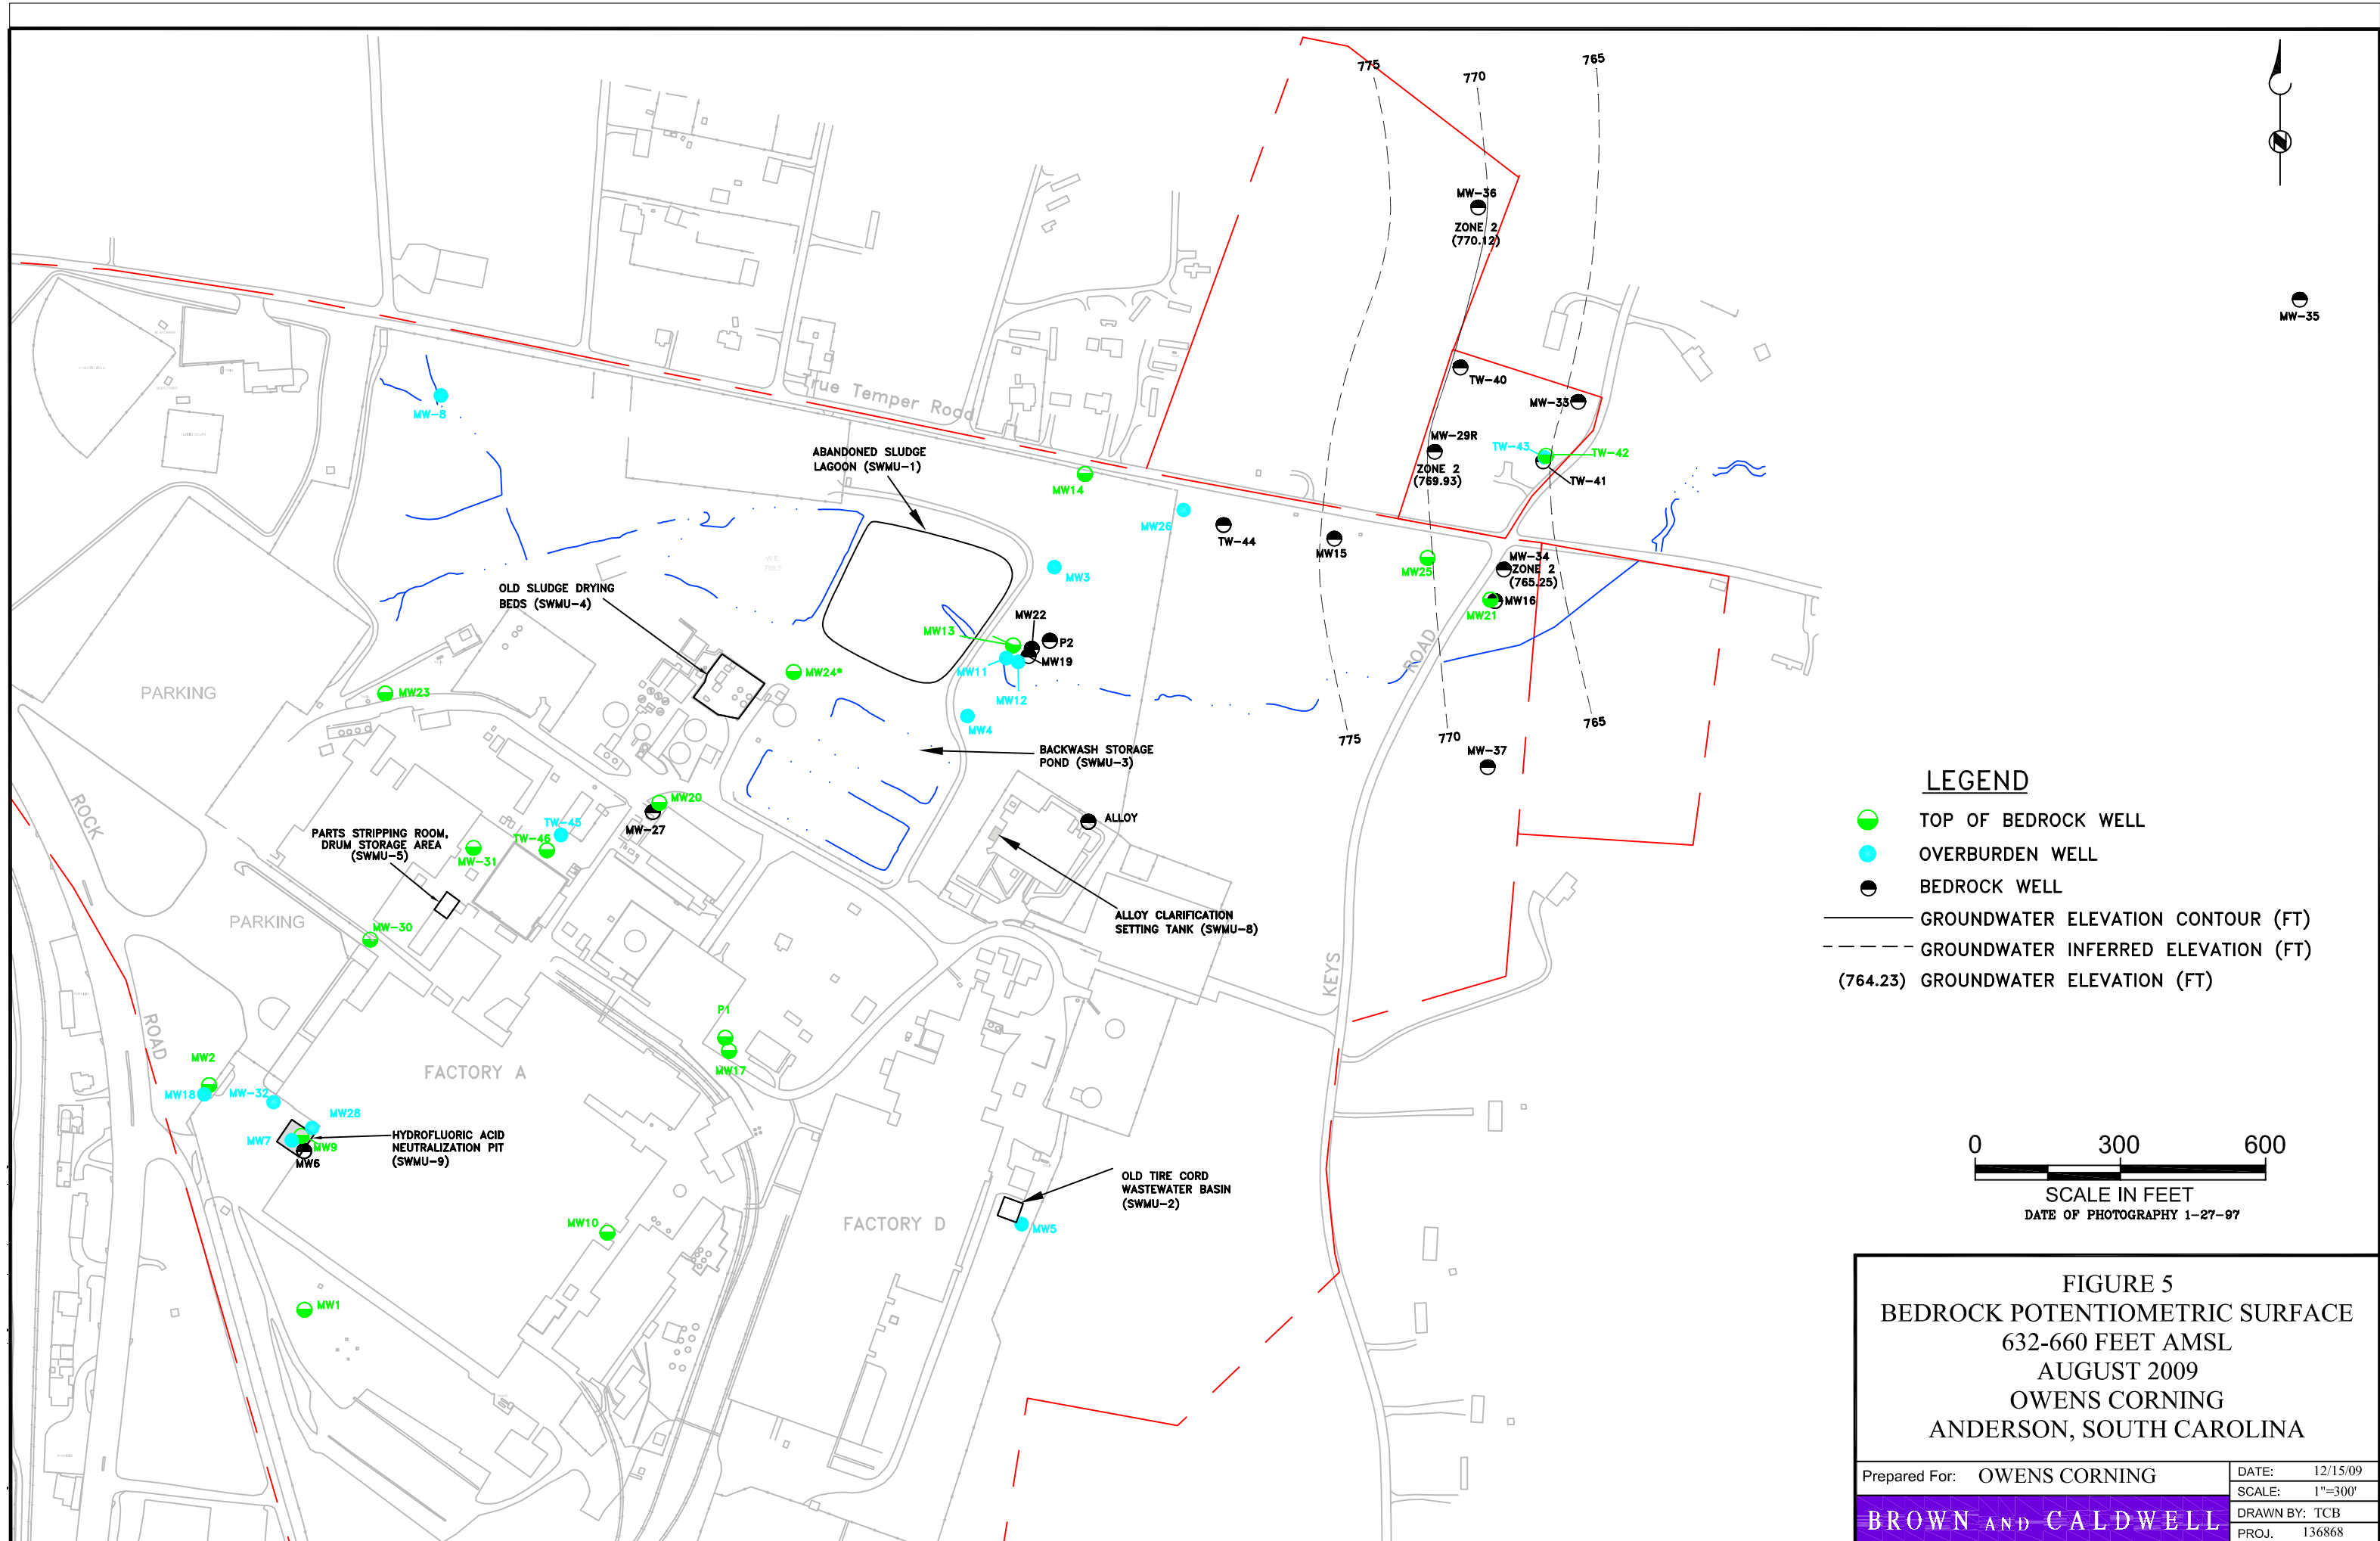 775
770
765
MW-36
ZONE 2
(770.12)
MW-35
TW-40
MW-33
MW-8
True Temper Road
MW-29R
ZONE 2
(769.93)
TW-43
TW-42
TW-41
ABANDONED SLUDGE
LAGOON (SWMU-1)
MW14
MW26
TW-44
MW15
MW25
MW-34
ZONE 2
(765.25)
MW16
MW21
MW3
OLD SLUDGE DRYING
BEDS (SWMU-4)
MW22
MW13
P2
MW19
MW11
MW12
MW24*
MW23
PARKING
MW4
ROAD
775
770
765
MW-37
BACKWASH STORAGE
POND (SWMU-3)
ROCK
MW20
MW-27
TW-45
TW-46
MW-31
ALLOY
PARTS STRIPPING ROOM,
DRUM STORAGE AREA
(SWMU-5)
PARKING
MW-30
ALLOY CLARIFICATION
SETTING TANK (SWMU-8)
KEYS
LEGEND
TOP OF BEDROCK WELL
OVERBURDEN WELL
BEDROCK WELL
GROUNDWATER ELEVATION CONTOUR (FT)
GROUNDWATER INFERRED ELEVATION (FT)
(764.23) GROUNDWATER ELEVATION (FT)
ROAD
P1
MW17
MW2
MW18
MW-32
MW28
MW7
MW9
MW6
FACTORY A
HYDROFLUORIC ACID
NEUTRALIZATION PIT
(SWMU-9)
OLD TIRE CORD
WASTEWATER BASIN
(SWMU-2)
MW10
FACTORY D
MW5
MW1
0 300 600
SCALE IN FEET
DATE OF PHOTOGRAPHY 1-27-97
FIGURE 5
BEDROCK POTENTIOMETRIC SURFACE
632-660 FEET AMSL
AUGUST 2009
OWENS CORNING
ANDERSON, SOUTH CAROLINA
Prepared For: OWENS CORNING
DATE: 12/15/09
SCALE: 1"=300'
DRAWN BY: TCB
PROJ. 136868
BROWN AND CALDWELL